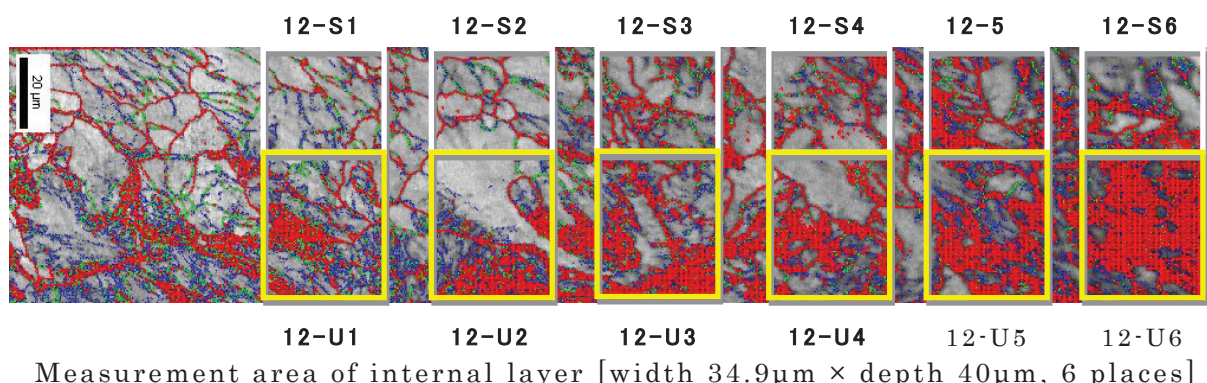 12-S1 12-S2 12-S3 12-S4 12-5 12-S6
20 μm
12-U1 12-U2 12-U3 12-U4 12-U5 12-U6
Measurement area of internal layer [width 34.9μm × depth 40μm, 6 places]